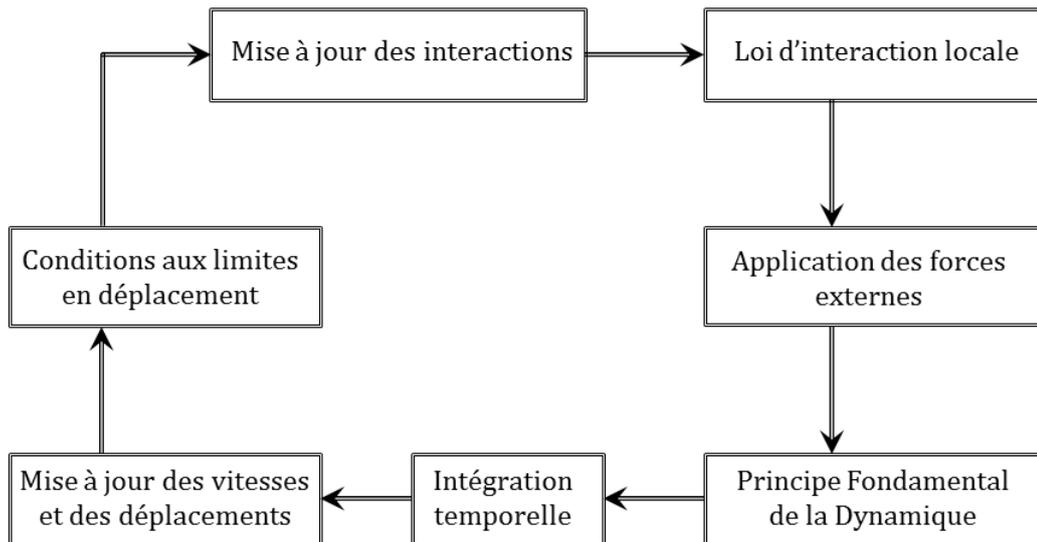 Mise à jour des interactions
Loi d’interaction locale
Application des forces
externes
Principe Fondamental
de la Dynamique
Intégration
temporelle
Mise à jour des vitesses
et des déplacements
Conditions aux limites
en déplacement